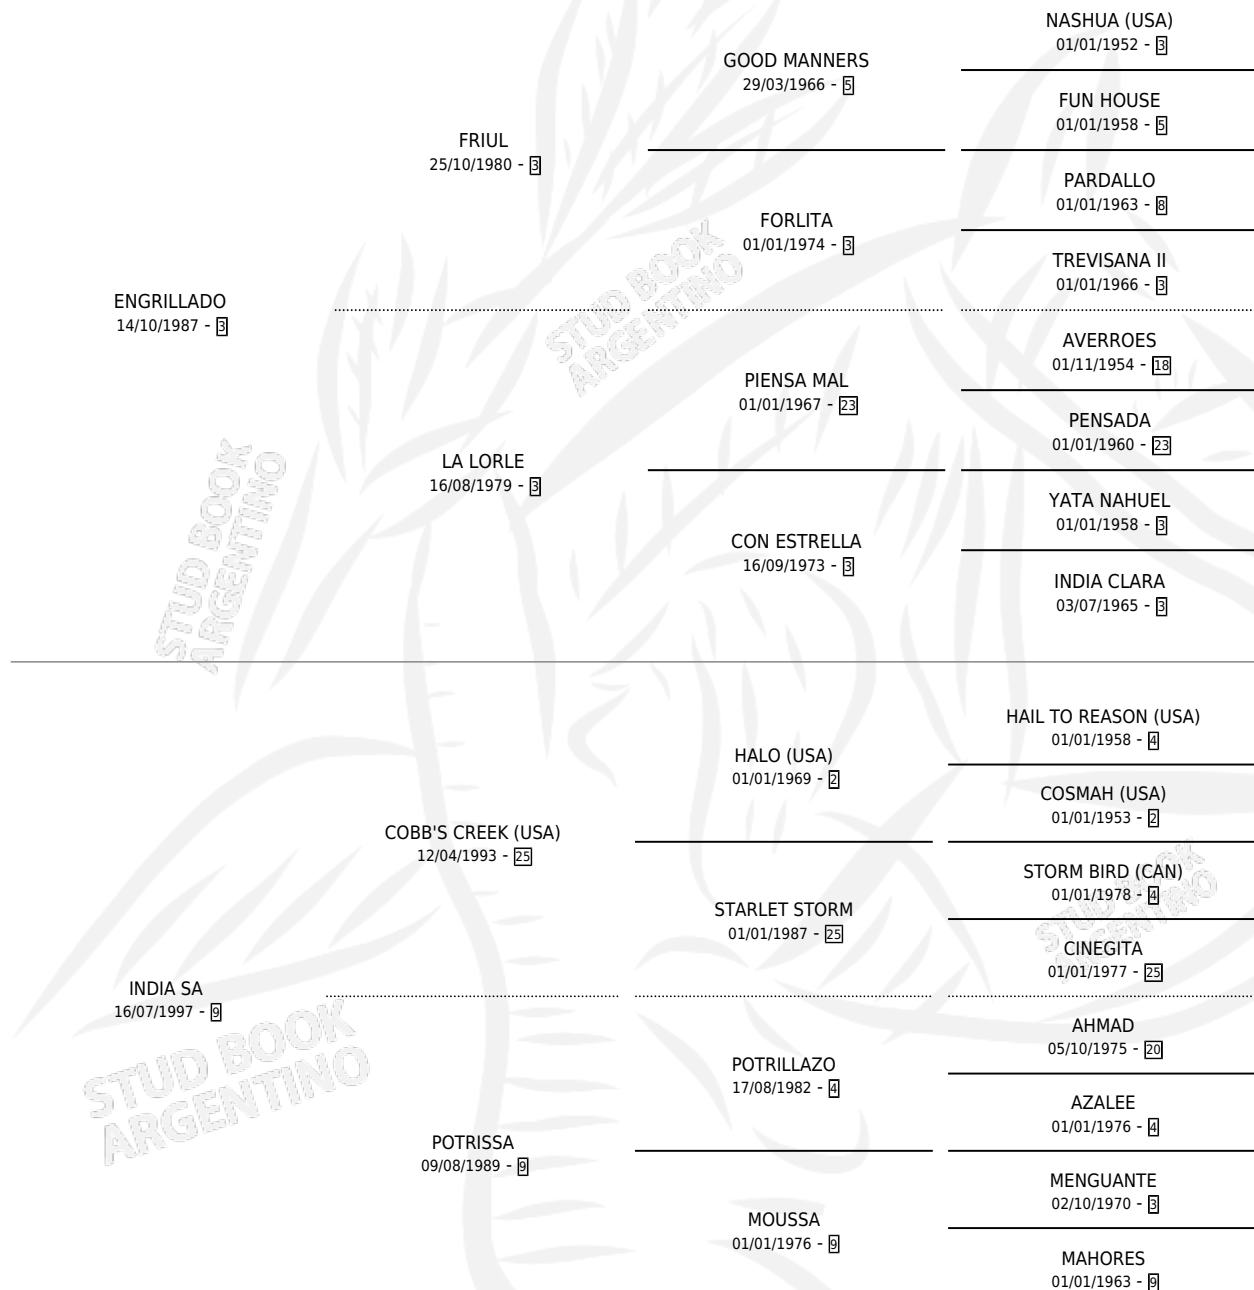 NASHUA (USA)
01/01/1952 - 3
GOOD MANNERS
29/03/1966 - 5
FUN HOUSE
01/01/1958 - 5
FRIUL
25/10/1980 - 3
PARDALLO
01/01/1963 - 8
FORLITA
01/01/1974 - 3
TREVISANA II
01/01/1966 - 3
ENGRILLADO
14/10/1987 - 3
STUD BOOK
ARGENTINO
AVERROES
01/11/1954 - 18
PIENSA MAL
01/01/1967 - 23
PENSADA
01/01/1960 - 23
LA LORLE
16/08/1979 - 3
YATA NAHUEL
01/01/1958 - 3
CON ESTRELLA
16/09/1973 - 3
INDIA CLARA
03/07/1965 - 3
STUD BOOK
ARGENTINO
HAIL TO REASON (USA)
01/01/1958 - 4
HALO (USA)
01/01/1969 - 2
COSMAH (USA)
01/01/1953 - 2
COBB'S CREEK (USA)
12/04/1993 - 25
STORM BIRD (CAN)
01/01/1978 - 4
STARLET STORM
01/01/1987 - 25
STUD BOOK
ARGENTINO
CINEGITA
01/01/1977 - 25
INDIA SA
16/07/1997 - 9
STUD BOOK
ARGENTINO
AHMAD
05/10/1975 - 20
POTRILLAZO
17/08/1982 - 4
AZALEE
01/01/1976 - 4
POTRISSA
09/08/1989 - 9
MENGUANTE
02/10/1970 - 3
MOUSSA
01/01/1976 - 9
MAHORES
01/01/1963 - 9